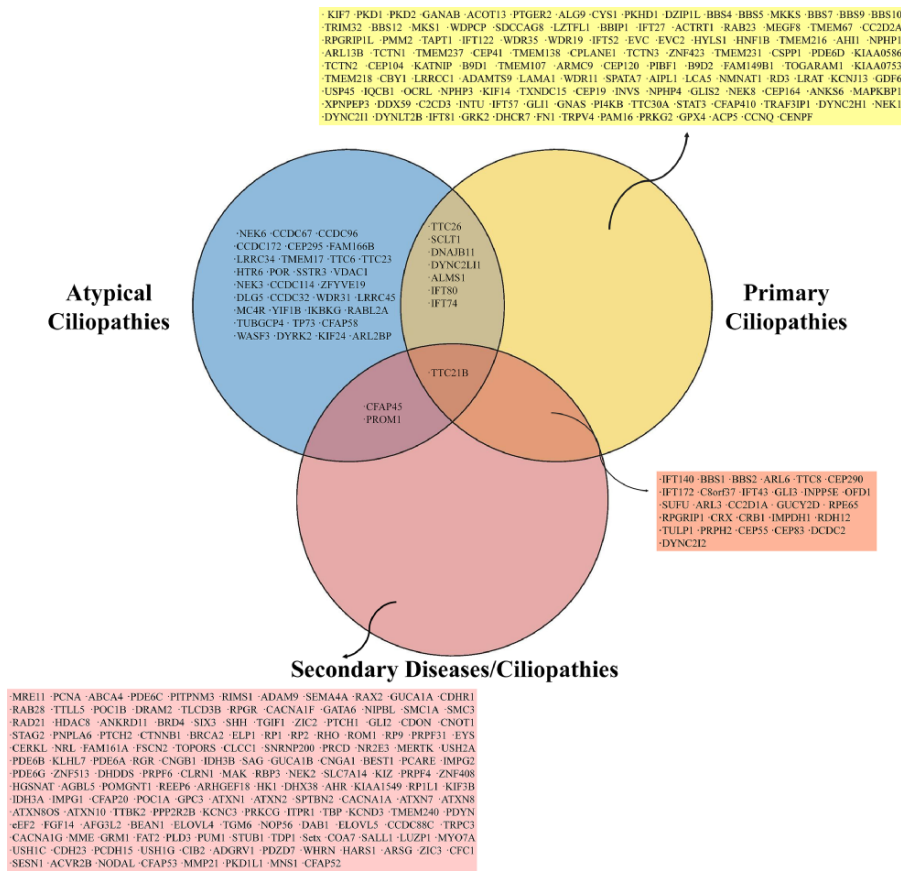 ·KIF7 ·PKD1 ·PKD2 ·GANAB ·ACOT13 ·PTGER2 ·ALG9 ·CYS1 ·PKHD1 ·DZIP1L ·BBS4 ·BBS5 ·MKKS ·BBS7 ·BBS9 ·BBS10
·TRIM32 ·BBS12 ·MKS1 ·WDPCP ·SDCCAG8 ·LZTFL1 ·BBIP1 ·IFT27 ·ACTRT1 ·RAB23 ·MEGF8 ·TMEM67 ·CC2D2A
·RPGRIP1L ·PMM2 ·TAPT1 ·IFT122 ·WDR35 ·WDR19 ·IFT52 ·EVC ·EVC2 ·HYLS1 ·HNF1B ·TMEM216 ·AHI1 ·NPHP1
·ARL13B ·TCTN1 ·TMEM237 ·CEP41 ·TMEM138 ·CPLANE1 ·TCTN3 ·ZNF423 ·TMEM231 ·CSPP1 ·PDE6D ·KIAA0586
·TCTN2 ·CEP104 ·KATNIP ·B9D1 ·TMEM107 ·ARMC9 ·CEP120 ·PIBF1 ·B9D2 ·FAM149B1 ·TOGARAM1 ·KIAA0753
·TMEM218 ·CBY1 ·LRRCC1 ·ADAMTS9 ·LAMA1 ·WDR11 ·SPATA7 ·AIPL1 ·LCA5 ·NMNAT1 ·RD3 ·LRAT ·KCNJ13 ·GDF6
·USP45 ·IQCB1 ·OCRL ·NPHP3 ·KIF14 ·TXNDC15 ·CEP19 ·INVS ·NPHP4 ·GLIS2 ·NEK8 ·CEP164 ·ANKS6 ·MAPKBP1
·XPNPEP3 ·DDX59 ·C2CD3 ·INTU ·IFT57 ·GLI1 ·GNAS ·PI4KB ·TTC30A ·STAT3 ·CFAP410 ·TRAF3IP1 ·DYNC2H1 ·NEK1
·DYNC2I1 ·DYNLT2B ·IFT81 ·GRK2 ·DHCR7 ·FN1 ·TRPV4 ·PAM16 ·PRKG2 ·GPX4 ·ACP5 ·CCNQ ·CENPF
Atypical
Ciliopathies
·NEK6 ·CCDC67 ·CCDC96
·CCDC172 ·CEP295 ·FAM166B
·LRRC34 ·TMEM17 ·TTC6 ·TTC23
·HTR6 ·POR ·SSTR3 ·VDAC1
·NEK3 ·CCDC114 ·ZFYVE19
·DLG5 ·CCDC32 ·WDR31 ·LRRC45
·MC4R ·YIF1B ·IKBKG ·RABL2A
·TUBGCP4 ·TP73 ·CFAP58
·WASF3 ·DYRK2 ·KIF24 ·ARL2BP
·TTC26
·SCLT1
·DNAJB11
·DYNC2LI1
·ALMS1
·IFT80
·IFT74
Primary
Ciliopathies
·TTC21B
·CFAP45
·PROM1
·IFT140 ·BBS1 ·BBS2 ·ARL6 ·TTC8 ·CEP290
·IFT172 ·C8orf37 ·IFT43 ·GLI3 ·INPP5E ·OFD1
·SUFU ·ARL3 ·CC2D1A ·GUCY2D ·RPE65
·RPGRIP1 ·CRX ·CRB1 ·IMPDH1 ·RDH12
·TULP1 ·PRPH2 ·CEP55 ·CEP83 ·DCDC2
·DYNC2I2
Secondary Diseases/Ciliopathies
·MRE11 ·PCNA ·ABCA4 ·PDE6C ·PITPNM3 ·RIMS1 ·ADAM9 ·SEMA4A ·RAX2 ·GUCA1A ·CDHR1
·RAB28 ·TTLL5 ·POC1B ·DRAM2 ·TLCD3B ·RPGR ·CACNA1F ·GATA6 ·NIPBL ·SMC1A ·SMC3
·RAD21 ·HDAC8 ·ANKRD11 ·BRD4 ·SIX3 ·SHH ·TGIF1 ·ZIC2 ·PTCH1 ·GLI2 ·CDON ·CNOT1
·STAG2 ·PNPLA6 ·PTCH2 ·CTNNB1 ·BRCA2 ·ELP1 ·RP1 ·RP2 ·RHO ·ROM1 ·RP9 ·PRPF31 ·EYS
·CERKL ·NRL ·FAM161A ·FSCN2 ·TOPORS ·CLCC1 ·SNRNP200 ·PRCD ·NR2E3 ·MERTK ·USH2A
·PDE6B ·KLHL7 ·PDE6A ·RGR ·CNGB1 ·IDH3B ·SAG ·GUCA1B ·CNGA1 ·BEST1 ·PCARE ·IMPG2
·PDE6G ·ZNF513 ·DHDDS ·PRPF6 ·CLRN1 ·MAK ·RBP3 ·NEK2 ·SLC7A14 ·KIZ ·PRPF4 ·ZNF408
·HGSNAT ·AGBL5 ·POMGNT1 ·REEP6 ·ARHGEF18 ·HK1 ·DHX38 ·AHR ·KIAA1549 ·RP1L1 ·KIF3B
·IDH3A ·IMPG1 ·CFAP20 ·POC1A ·GPC3 ·ATXN1 ·ATXN2 ·SPTBN2 ·CACNA1A ·ATXN7 ·ATXN8
·ATXN8OS ·ATXN10 ·TTBK2 ·PPP2R2B ·KCNC3 ·PRKCG ·ITPR1 ·TBP ·KCND3 ·TMEM240 ·PDYN
·eEF2 ·FGF14 ·AFG3L2 ·BEAN1 ·ELOVL4 ·TGM6 ·NOP56 ·DAB1 ·ELOVL5 ·CCDC88C ·TRPC3
·CACNA1G ·MME ·GRM1 ·FAT2 ·PLD3 ·PUM1 ·STUB1 ·TDP1 ·Setx ·COA7 ·SALL1 ·LUZP1 ·MYO7A
·USH1C ·CDH23 ·PCDH15 ·USH1G ·CIB2 ·ADGRV1 ·PDZD7 ·WHRN ·HARS1 ·ARSG ·ZIC3 ·CFC1
·SESN1 ·ACVR2B ·NODAL ·CFAP53 ·MMP21 ·PKD1L1 ·MNS1 ·CFAP52